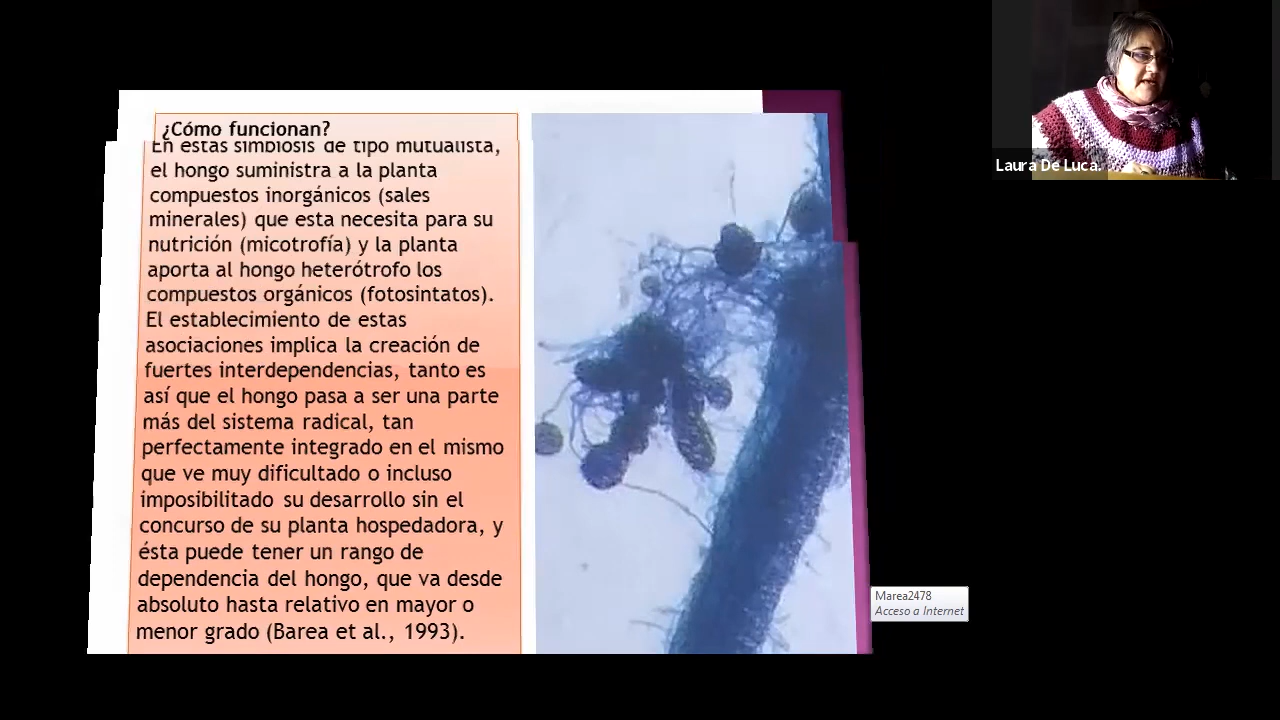 ¿Cómo funcionan?
En estas simbiosis de tipo mutualista,
el hongo suministra a la planta
compuestos inorgánicos (sales
minerales) que esta necesita para su
nutrición (micotrofía) y la planta
aporta al hongo heterótrofo los
compuestos orgánicos (fotosintatos).
El establecimiento de estas
asociaciones implica la creación de
fuertes interdependencias, tanto es
así que el hongo pasa a ser una parte
más del sistema radical, tan
perfectamente integrado en el mismo
que ve muy dificultado o incluso
imposibilitado su desarrollo sin el
concurso de su planta hospedadora, y
ésta puede tener un rango de
dependencia del hongo, que va desde
absoluto hasta relativo en mayor o
menor grado (Barea et al., 1993).
Laura De Luca.
Marea2478
Acceso a Internet